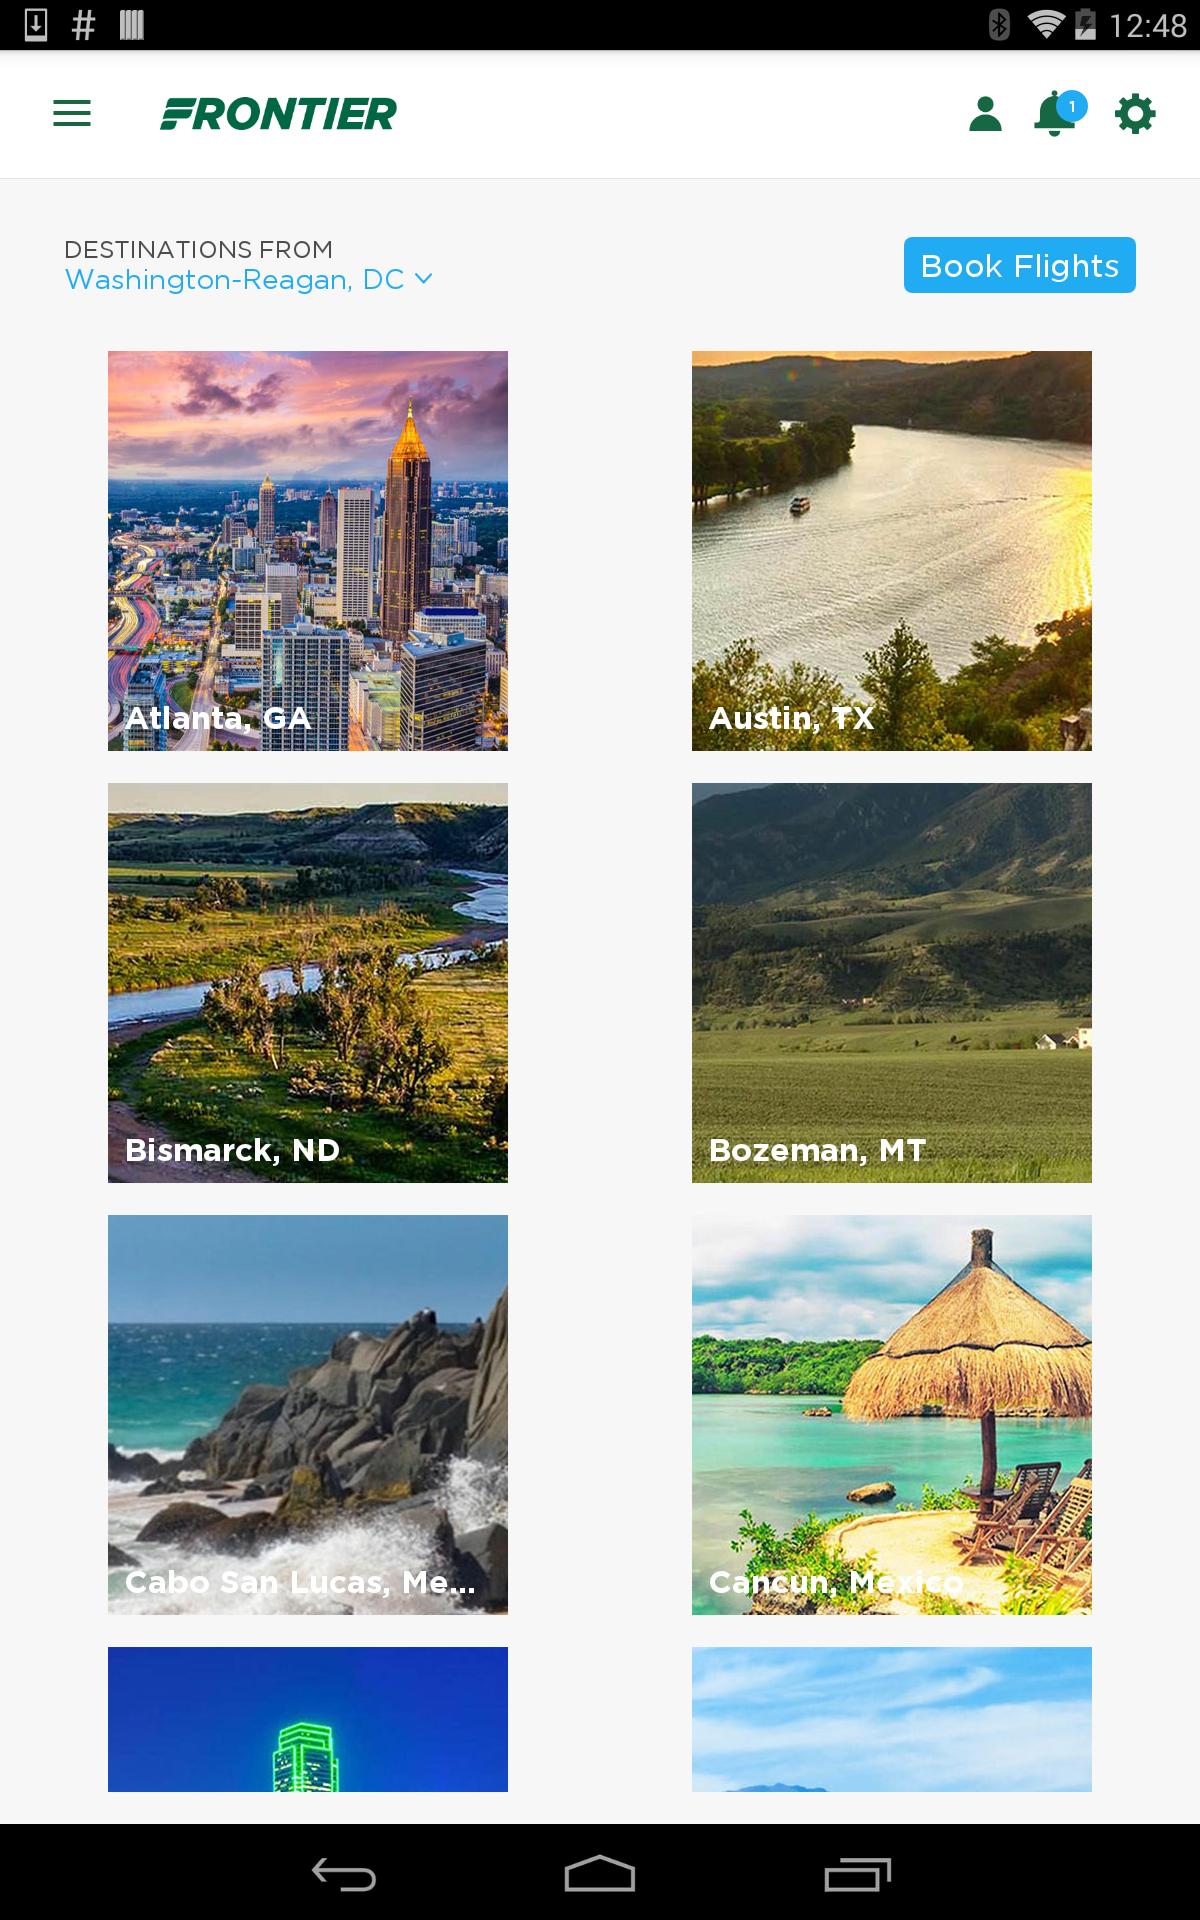 12:48
FRONTIER
1
DESTINATIONS FROM
Washington-Reagan, DC
Book Flights
Atlanta, GA
Austin, TX
Bismarck, ND
Bozeman, MT
Cabo San Lucas, Me...
Cancun, Mexico